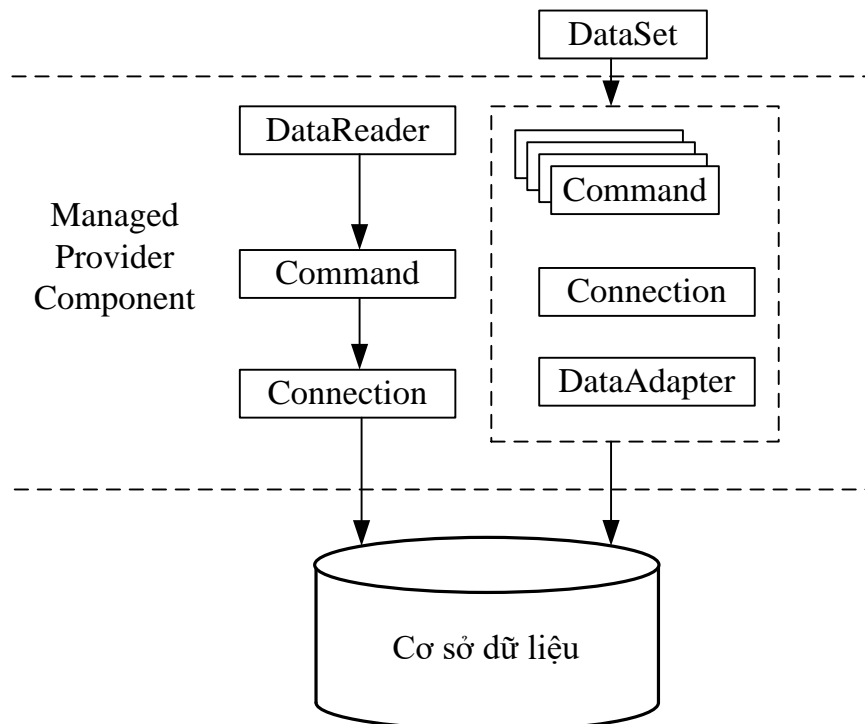 DataSet
DataReader
Command
Managed
Provider
Component
Command
Connection
Connection
DataAdapter
Cơ sở dữ liệu